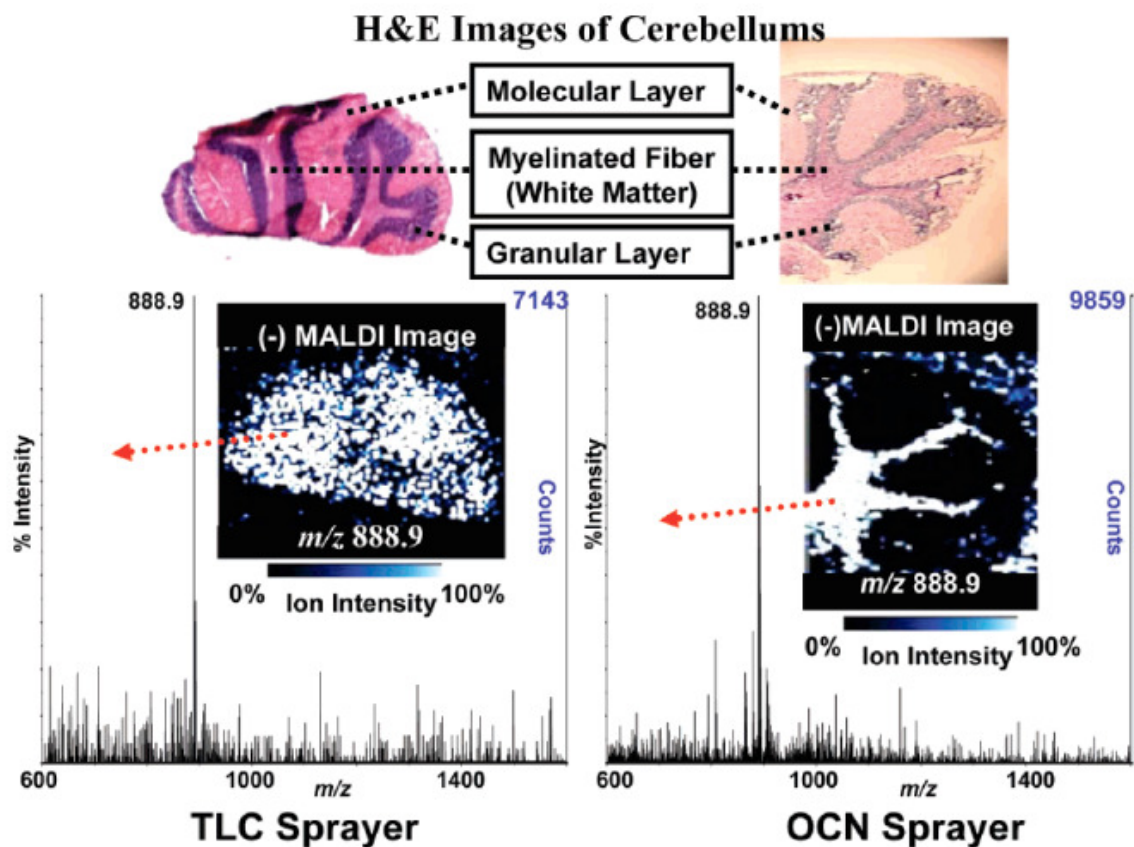 H&E Images of Cerebellums
Molecular Layer
Myelinated Fiber
(White Matter)
Granular Layer
888.9
7143
(-) MALDI Image
m/z 888.9
0%
100%
Ion Intensity
% Intensity
Counts
600
1000
1400
m/z
TLC Sprayer
888.9
9859
(-)MALDI Image
m/z 888.9
0%
100%
Ion Intensity
% Intensity
Counts
600
1000
1400
m/z
OCN Sprayer